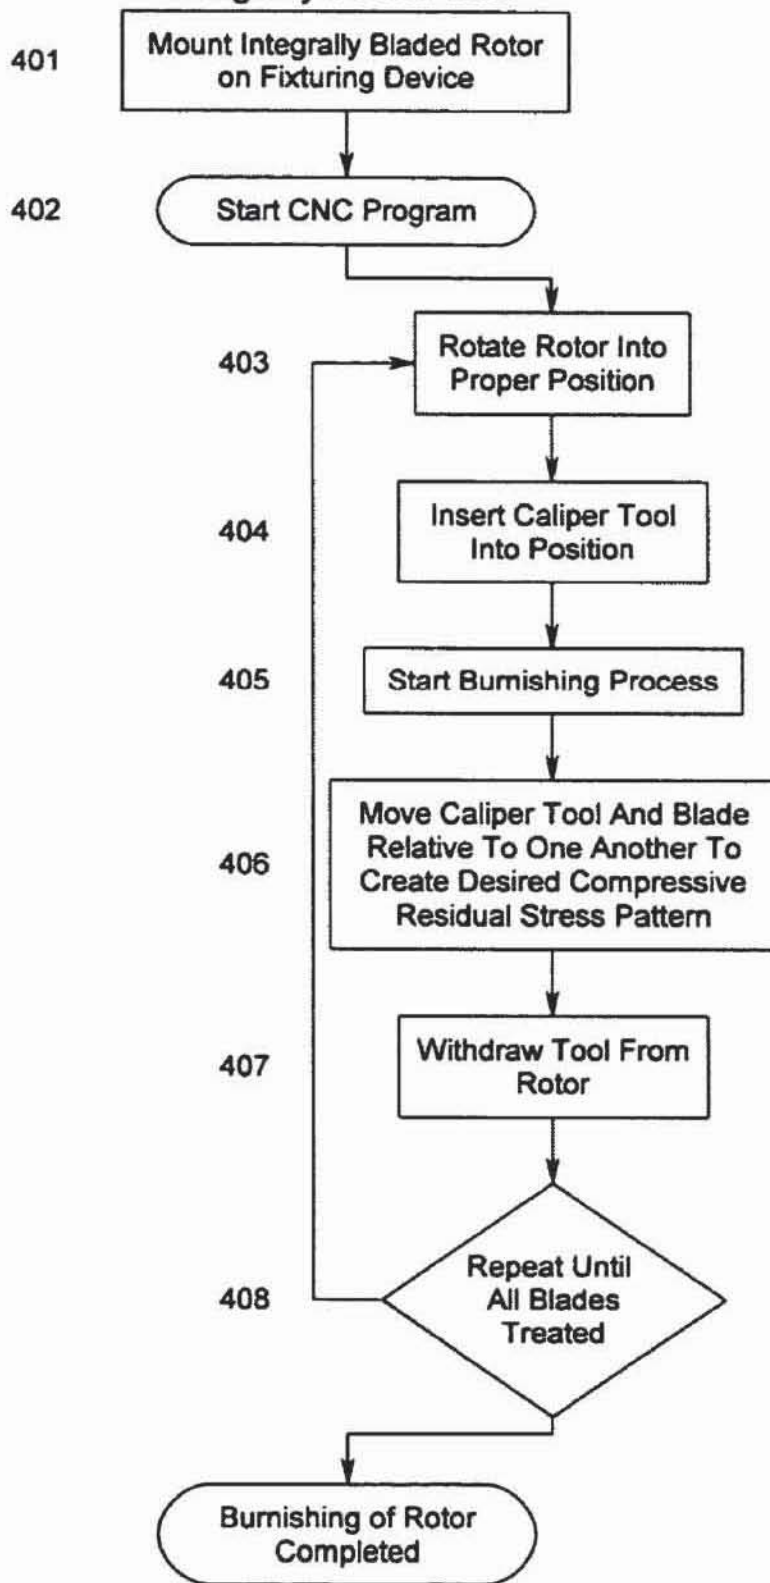 401
Mount Integrally Bladed Rotor
on Fixturing Device
402
Start CNC Program
403
Rotate Rotor Into
Proper Position
404
Insert Caliper Tool
Into Position
405
Start Burnishing Process
406
Move Caliper Tool And Blade
Relative To One Another To
Create Desired Compressive
Residual Stress Pattern
407
Withdraw Tool From
Rotor
408
Repeat Until
All Blades
Treated
Burnishing of Rotor
Completed